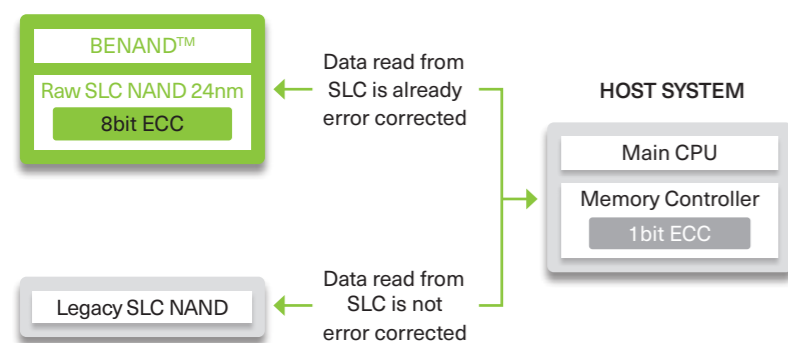 BENAND™
Raw SLC NAND 24nm
8bit ECC
Data read from
SLC is already
error corrected
HOST SYSTEM
Main CPU
Memory Controller
1bit ECC
Legacy SLC NAND
Data read from
SLC is not
error corrected